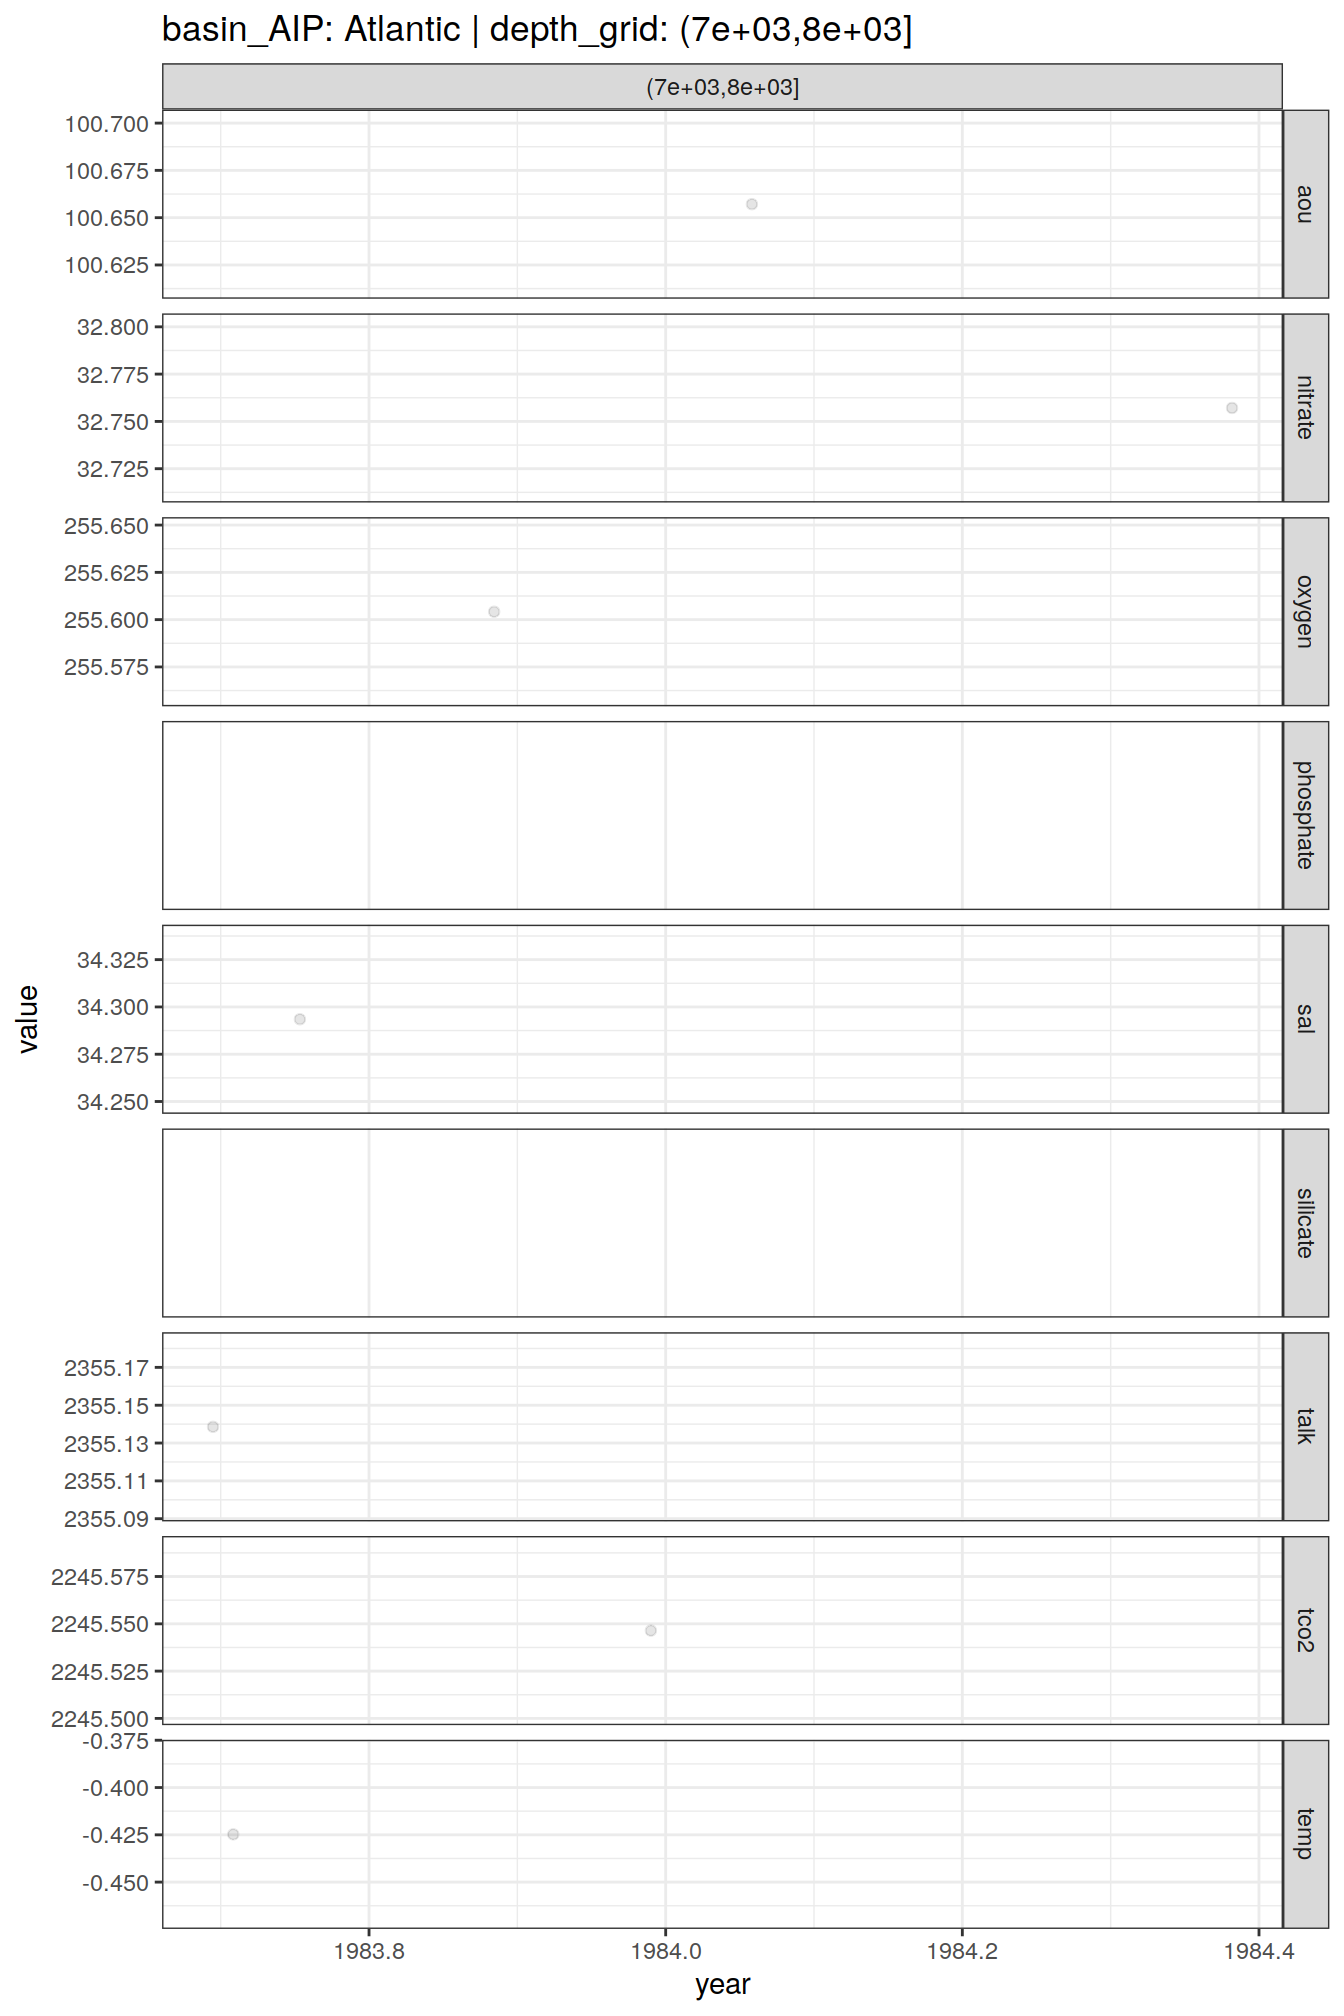 basin_AIP: Atlantic | depth_grid: (7e+03,8e+03]
(7e+03,8e+03]
100.700
100.675
100.650
100.625
aou
32.800
32.775
32.750
32.725
nitrate
255.650
255.625
255.600
255.575
oxygen
phosphate
value
34.325
34.300
34.275
34.250
sal
silicate
2355.17
2355.15
2355.13
2355.11
2355.09
talk
2245.575
2245.550
2245.525
2245.500
tco2
-0.375
-0.400
-0.425
-0.450
temp
1983.8 1984.0 1984.2 1984.4
year